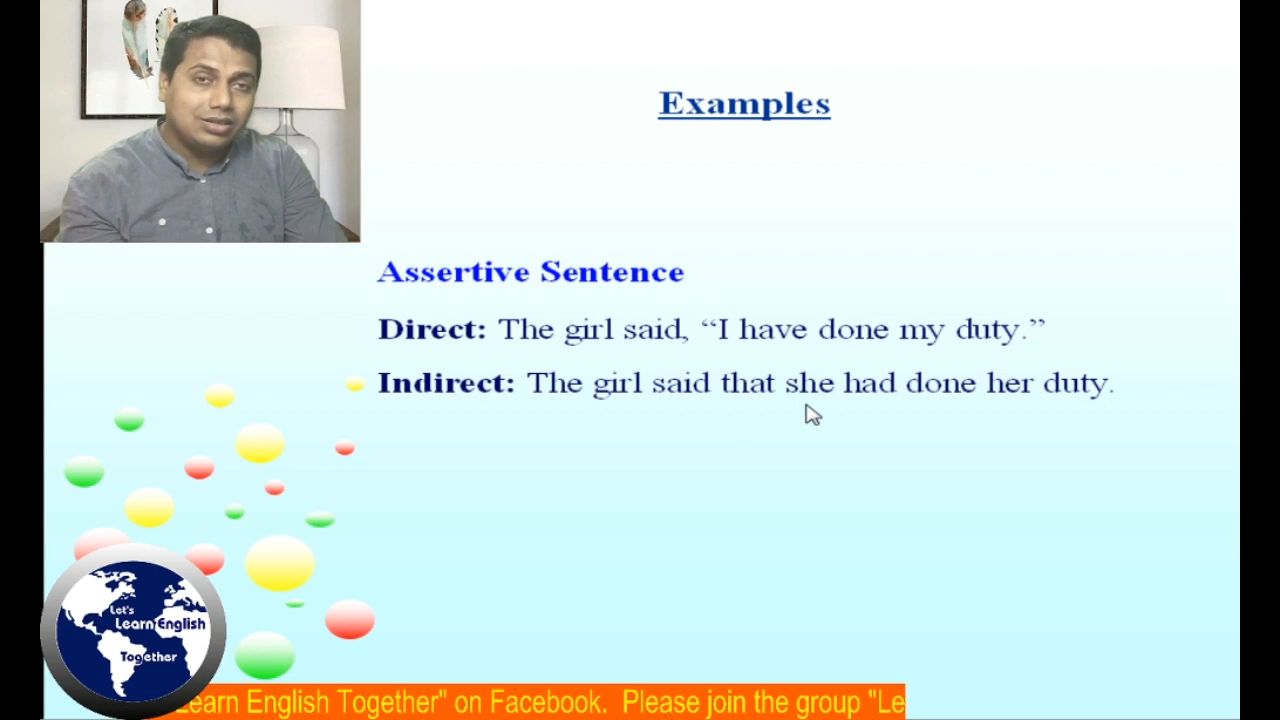 Examples
Assertive Sentence
Direct: The girl said, “I have done my duty.”
Indirect: The girl said that she had done her duty.
Let's
Learn English
Together
Learn English Together" on Facebook.  Please join the group "Le